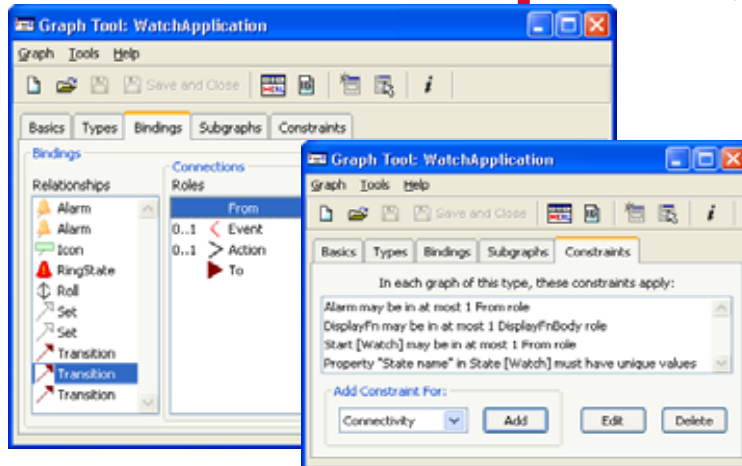 Graph Tool: WatchApplication
Graph Tools Help
Save and Close
i
Basics Types Bindings Subgraphs Constraints
Bindings
Relationships
Alarm
Alarm
Icon
RingState
Roll
Set
Set
Transition
Transition
Transition
Connections
Roles
From
0..1 Event
0..1 Action
To
Graph Tool: WatchApplication
Graph Tools Help
Save and Close
i
Basics Types Bindings Subgraphs Constraints
In each graph of this type, these constraints apply:
Alarm may be in at most 1 From role
DisplayFn may be in at most 1 DisplayFnBody role
Start [Watch] may be in at most 1 From role
Property "State name" in State [Watch] must have unique values
Add Constraint For:
Connectivity Add Edit Delete